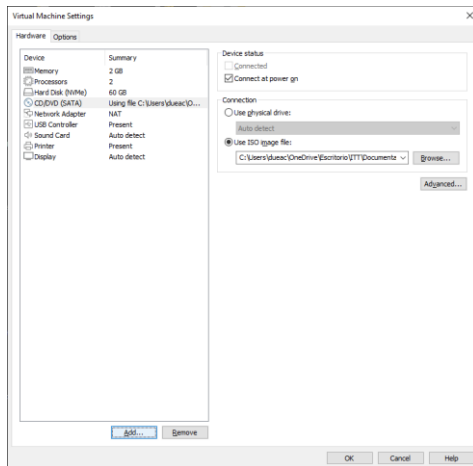 Virtual Machine Settings
Hardware Options
Device Summary
Memory 2 GB
Processors 2
Hard Disk (NVMe) 60 GB
CD/DVD (SATA) Using file C:\Users\dueac\O...
Network Adapter NAT
USB Controller Present
Sound Card Auto detect
Printer Present
Display Auto detect
Add... Remove
Device status
Connected
Connect at power on
Connection
Use physical drive:
Auto detect
Use ISO image file:
C:\Users\dueac\OneDrive\Escritorio\ITT\Documenta Browse...
Advanced...
OK Cancel Help